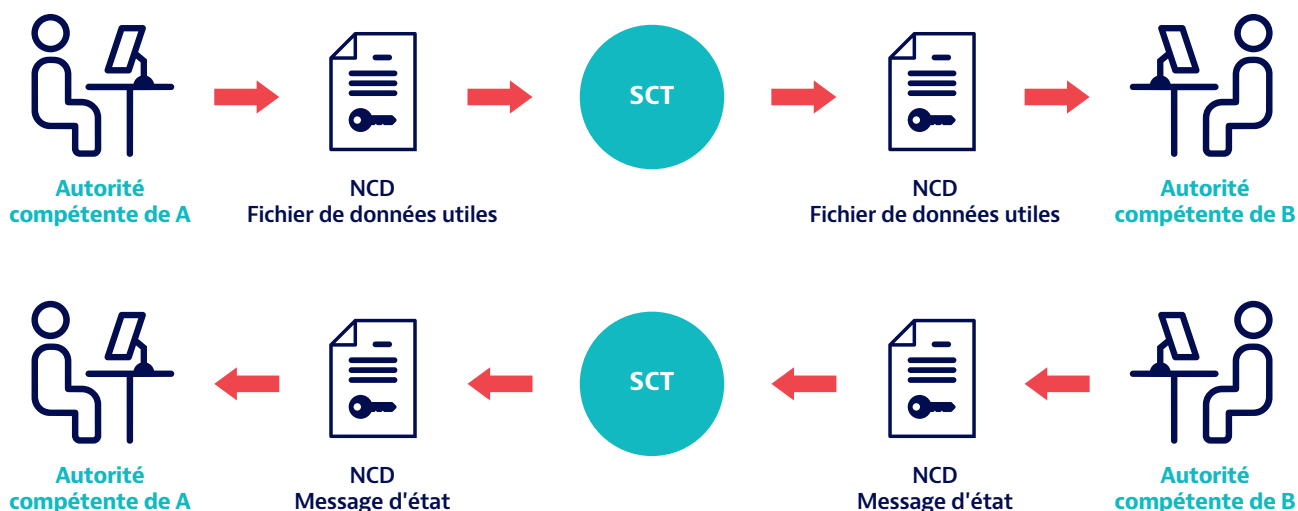 SCT
Autorité
compétente de A
NCD
Fichier de données utiles
NCD
Fichier de données utiles
Autorité
compétente de B
SCT
Autorité
compétente de A
NCD
Message d'état
NCD
Message d'état
Autorité
compétente de B